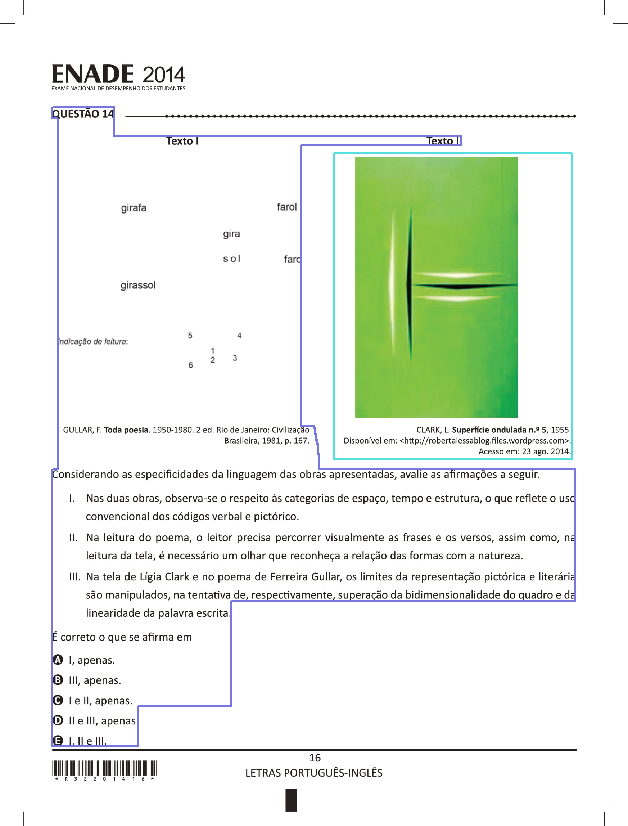 ENADE 2014
EXAME NACIONAL DE DESEMPENHO DOS ESTUDANTES
QUESTÃO 14
Texto I
Texto II
girafa
farol
gira
sol
faro
girassol
Indicação de leitura:
5
4
1
2
3
6
GULLAR, F. Toda poesia. 1950-1980. 2 ed. Rio de Janeiro: Civilização
Brasileira, 1981, p. 167.
CLARK, L. Superfície ondulada n.º 5, 1955.
Disponível em: <http://robertalessablog.files.wordpress.com>.
Acesso em: 23 ago. 2014.
Considerando as especificidades da linguagem das obras apresentadas, avalie as afirmações a seguir.
I. Nas duas obras, observa-se o respeito às categorias de espaço, tempo e estrutura, o que reflete o uso
convencional dos códigos verbal e pictórico.
II. Na leitura do poema, o leitor precisa percorrer visualmente as frases e os versos, assim como, na
leitura da tela, é necessário um olhar que reconheça a relação das formas com a natureza.
III. Na tela de Lígia Clark e no poema de Ferreira Gullar, os limites da representação pictórica e literária
são manipulados, na tentativa de, respectivamente, superação da bidimensionalidade do quadro e da
linearidade da palavra escrita.
É correto o que se afirma em
A I, apenas.
B III, apenas.
C I e II, apenas.
D II e III, apenas
E I, II e III.
16
LETRAS PORTUGUÊS-INGLÊS